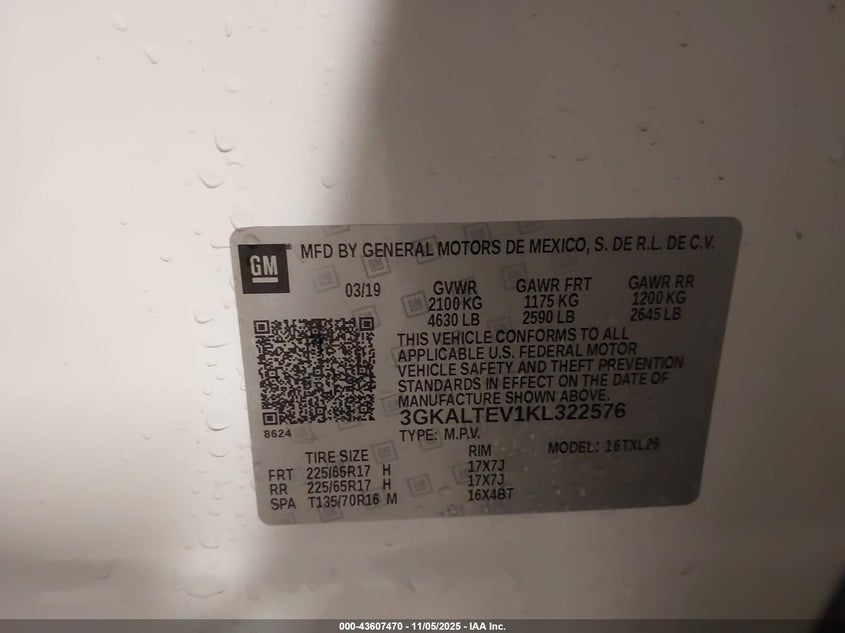 GM
MFD BY GENERAL MOTORS DE MEXICO, S. DE R.L. DE C.V.
03/19 GVWR GAWR FRT GAWR RR
2100 KG 1175 KG 1200 KG
4630 LB 2590 LB 2645 LB
THIS VEHICLE CONFORMS TO ALL
APPLICABLE U.S. FEDERAL MOTOR
VEHICLE SAFETY AND THEFT PREVENTION
STANDARDS IN EFFECT ON THE DATE OF
MANUFACTURE SHOWN ABOVE.
3GKALTEV1KL322576
8624
TYPE: M.P.V. MODEL: 16TXL26
TIRE SIZE RIM
FRT 225/65R17 H 17X7J
RR 225/65R17 H 17X7J
SPA T135/70R16 M 16X4BT
000-43607470 - 11/05/2025 - IAA Inc.